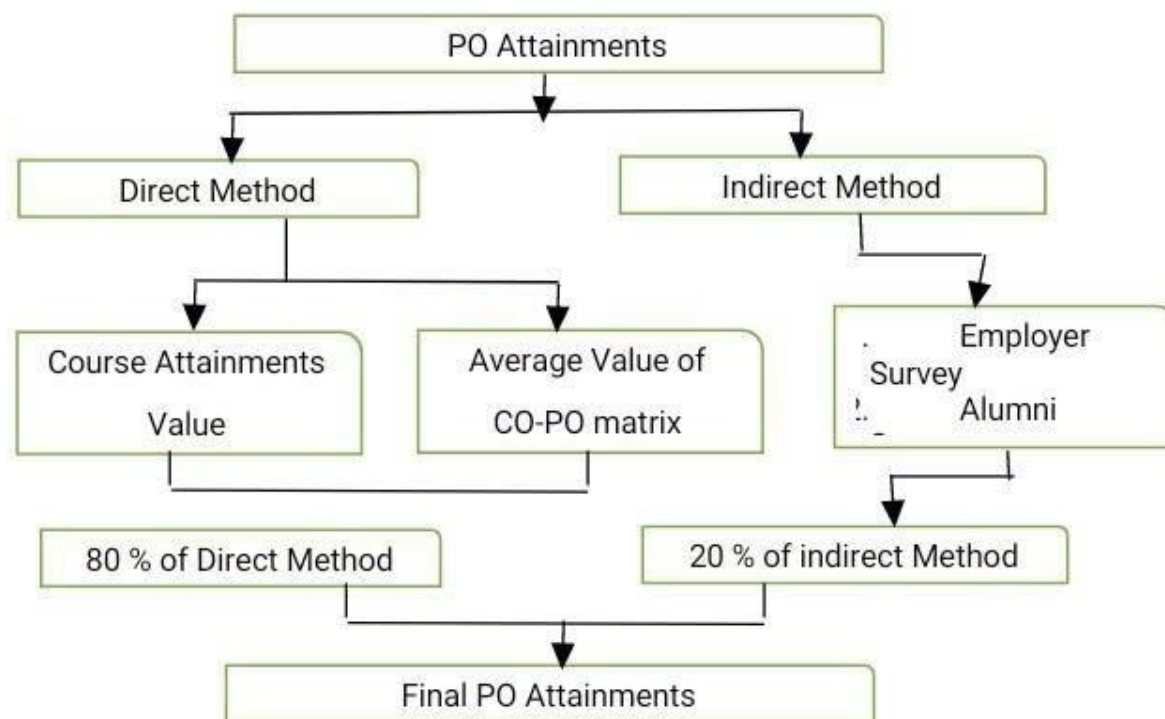 PO Attainments
Direct Method
Indirect Method
Course Attainments
Value
Average Value of
CO-PO matrix
. Employer
Survey
2. Alumni
80 % of Direct Method
20 % of indirect Method
Final PO Attainments